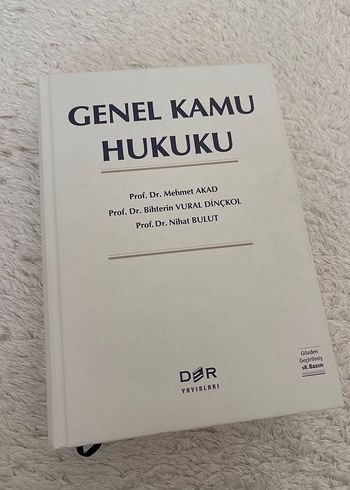 GENEL KAMU
HUKUKU
Prof. Dr. Mehmet AKAD
Prof. Dr. Bihterin VURAL DİNÇKOL
Prof. Dr. Nihat BULUT
Gözden
Geçirilmiş
18. Basım
DER
YAYINLARI